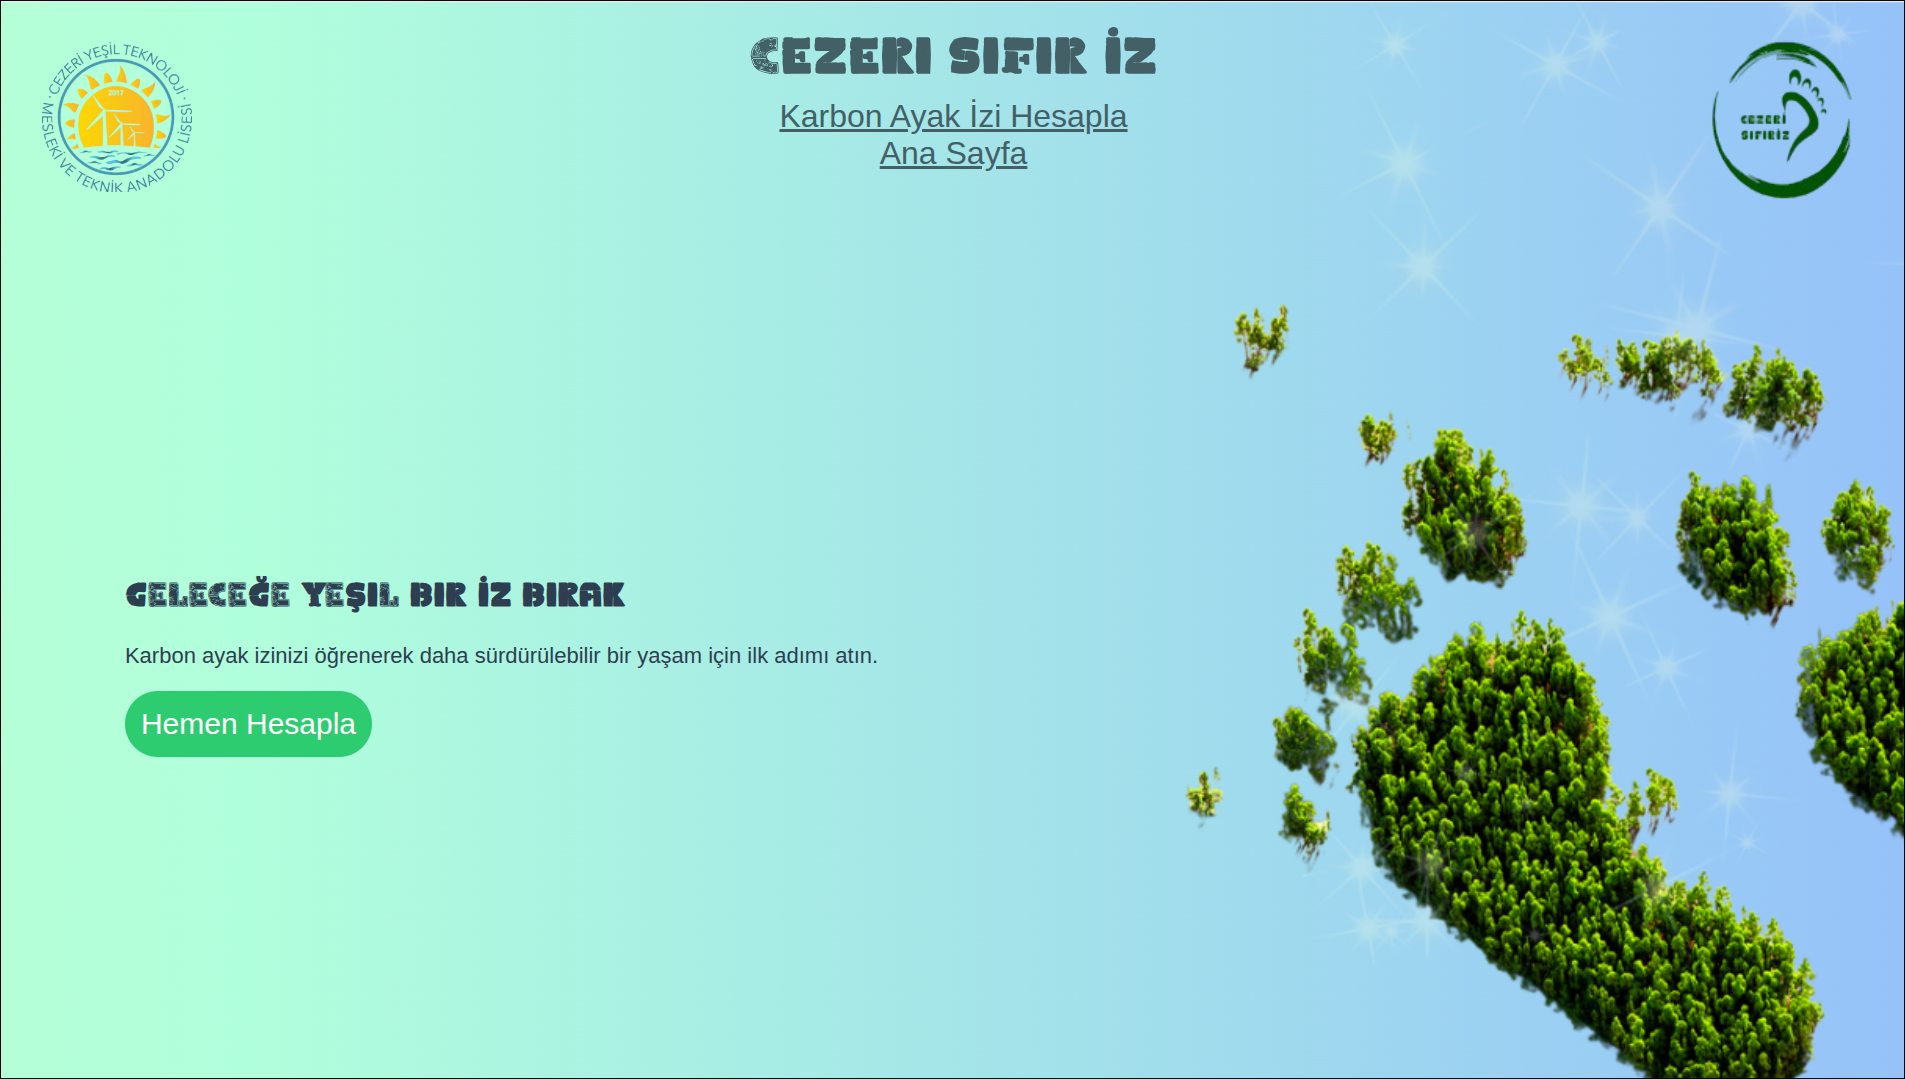 CEZERI SIFIR İZ
Karbon Ayak İzi Hesapla
Ana Sayfa
CEZERİ YEŞİL TEKNOLOJİ · MESLEKİ VE TEKNİK ANADOLU LİSESİ ·
2017
CEZERİ
SIFIRİZ
GELECEĞE YEŞIL BIR İZ BIRAK
Karbon ayak izinizi öğrenerek daha sürdürülebilir bir yaşam için ilk adımı atın.
Hemen Hesapla